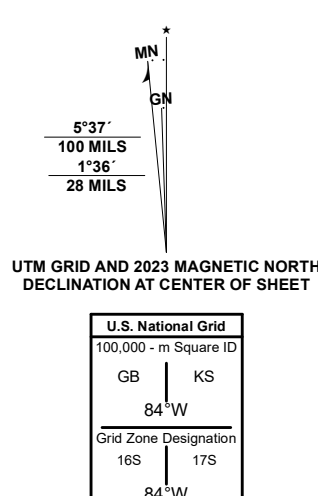 ★
MN
GN
5°37´
100 MILS
1°36´
28 MILS
UTM GRID AND 2023 MAGNETIC NORTH
DECLINATION AT CENTER OF SHEET
U.S. National Grid
100,000 - m Square ID
GB KS
84°W
Grid Zone Designation
16S 17S
84°W